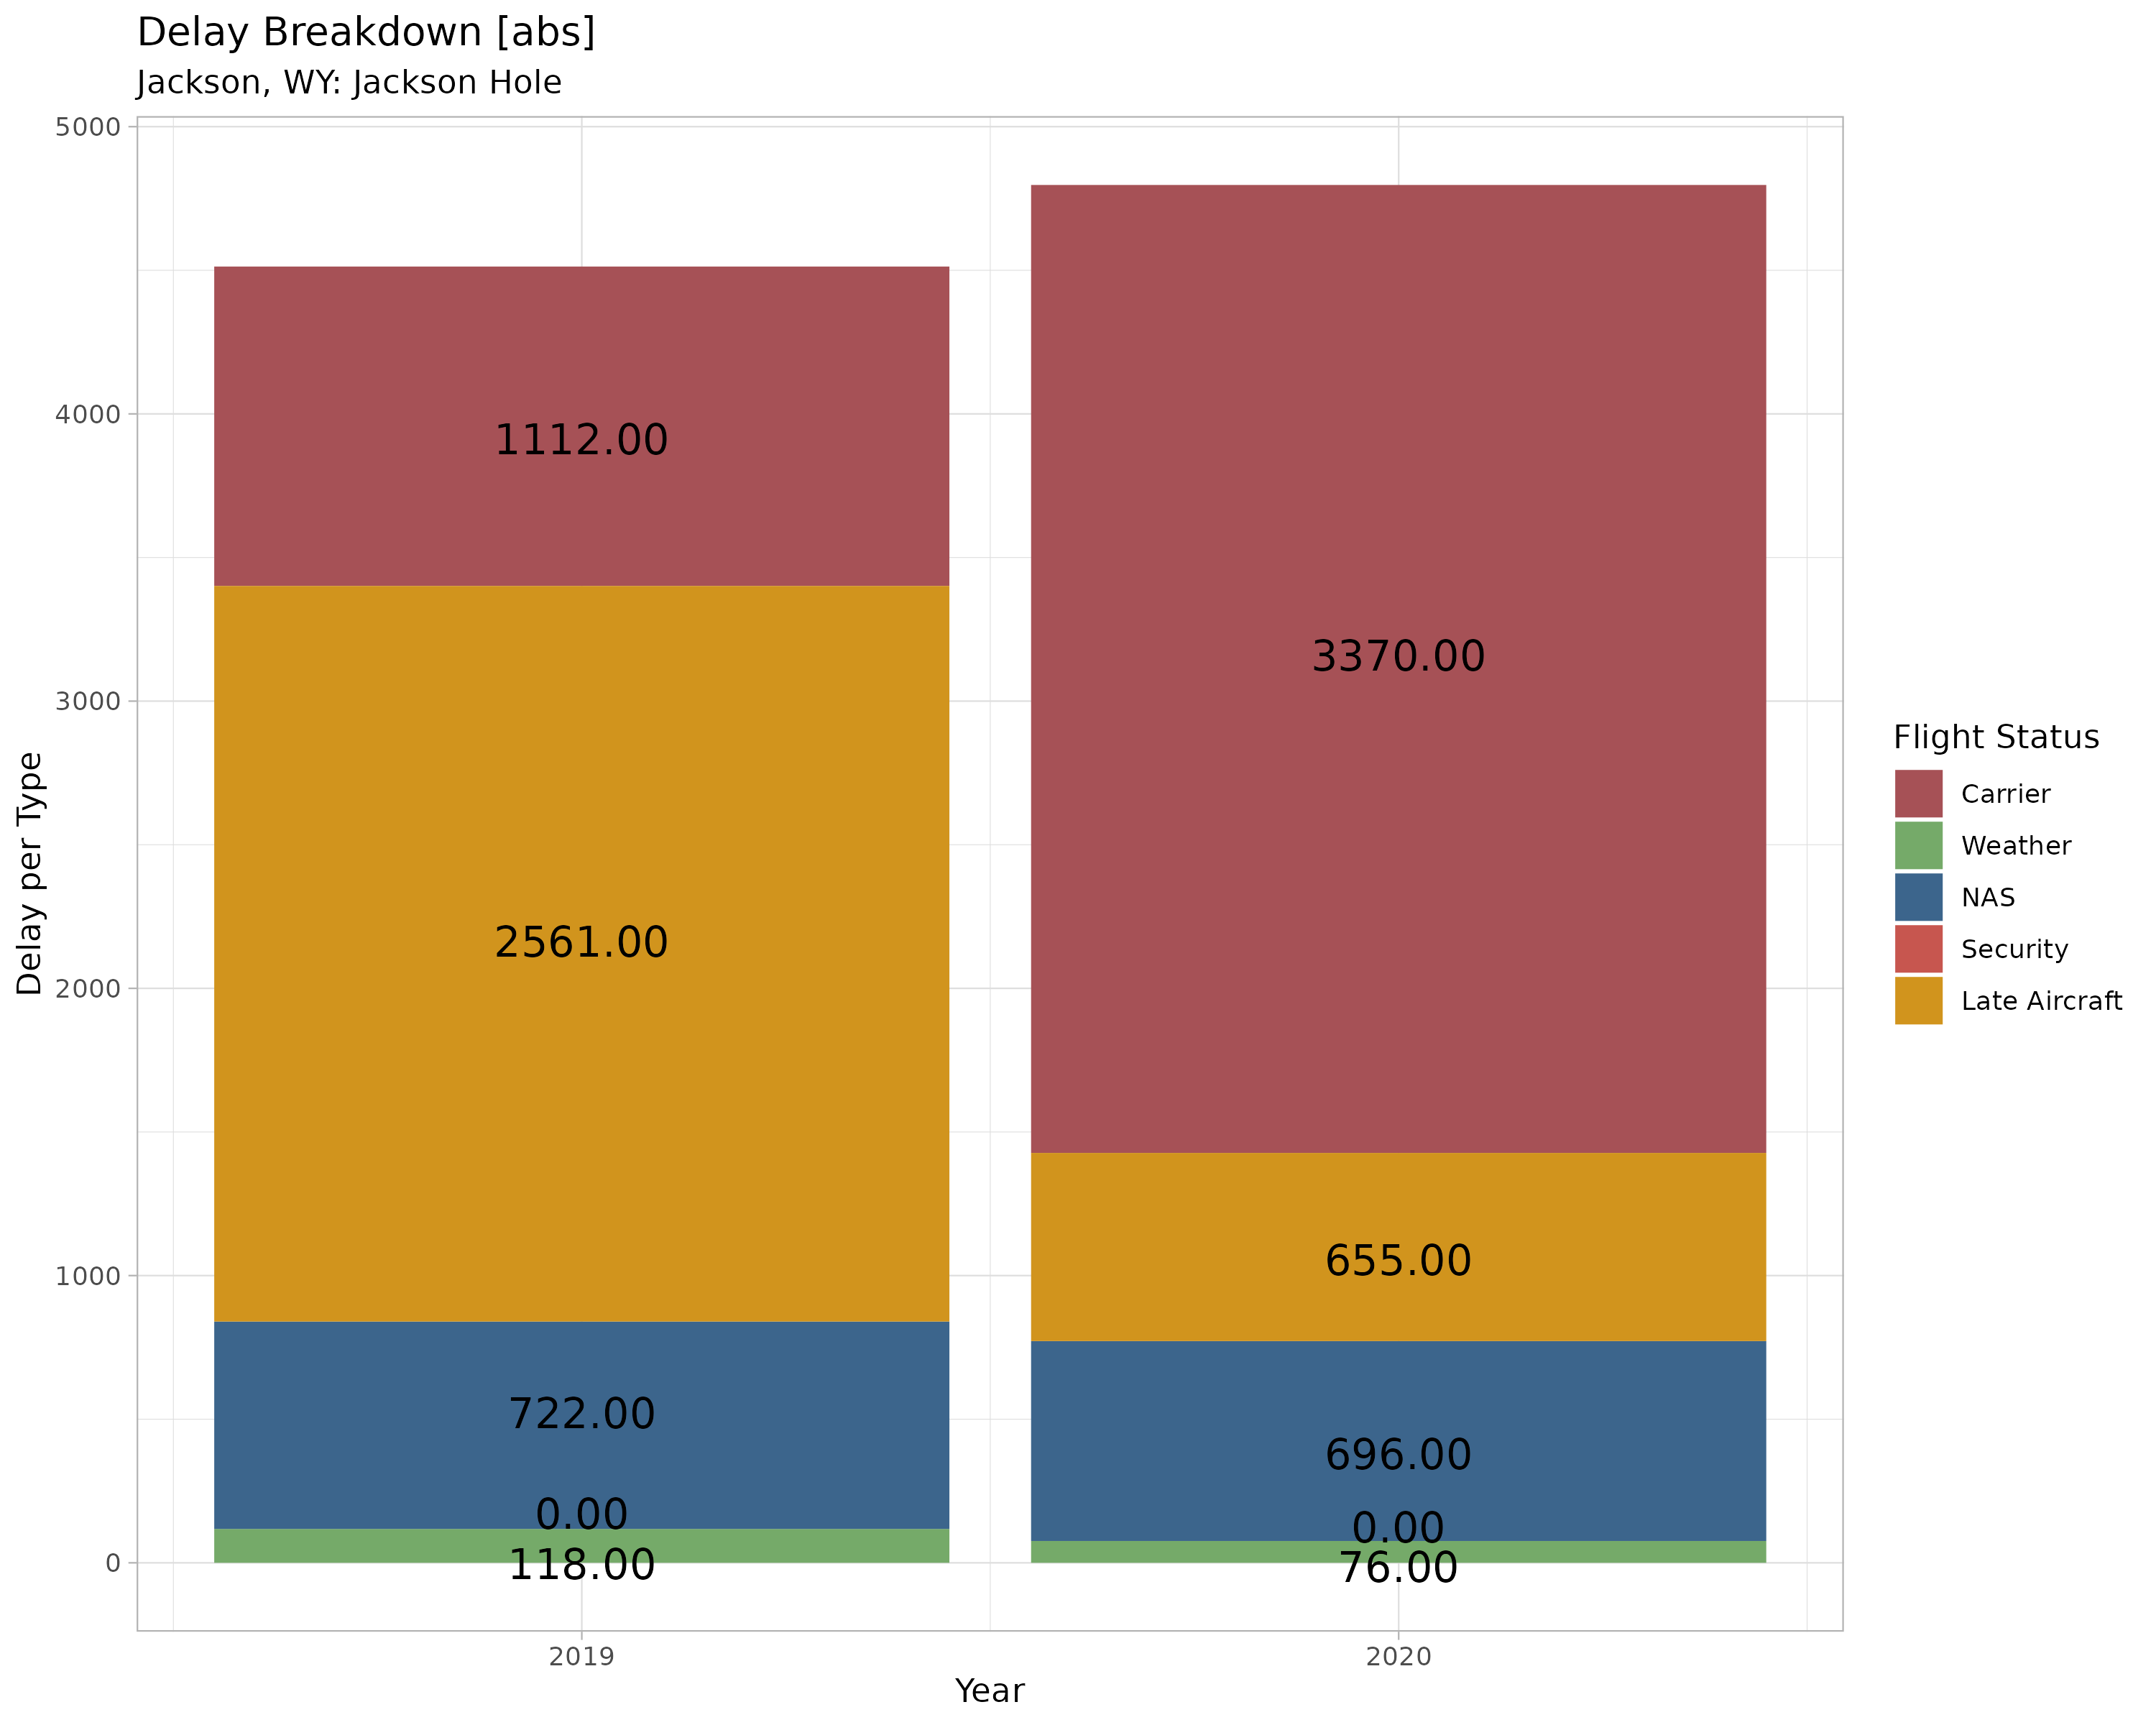 Delay Breakdown [abs]
Jackson, WY: Jackson Hole
Delay per Type
5000
4000
3000
2000
1000
0
1112.00
2561.00
722.00
0.00
118.00
3370.00
655.00
696.00
0.00
76.00
2019
2020
Year
Flight Status
Carrier
Weather
NAS
Security
Late Aircraft